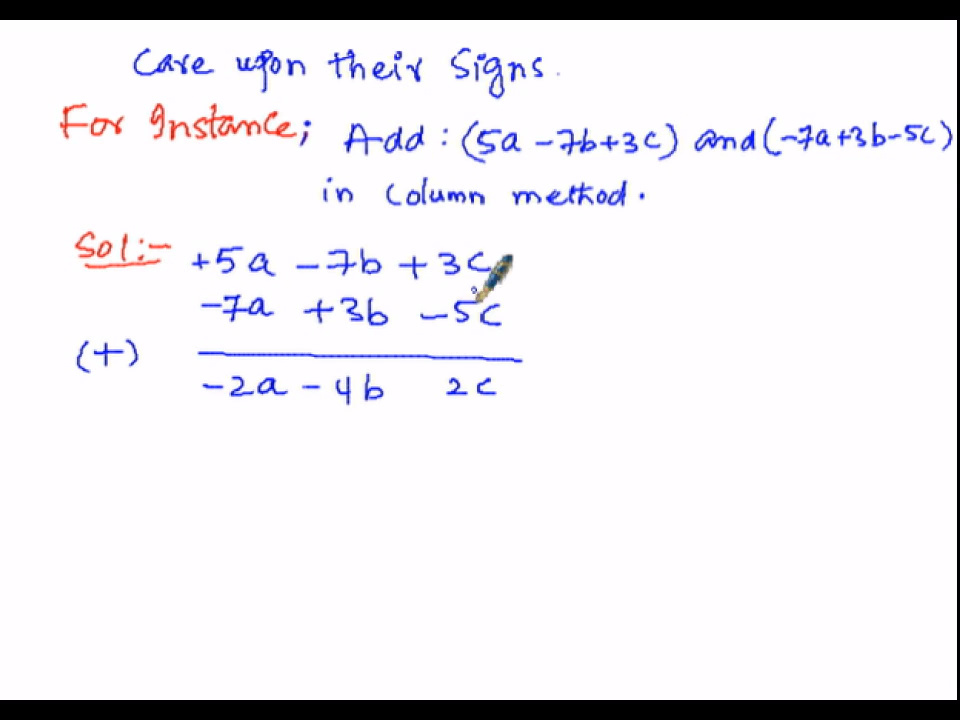 Care upon their Signs.
For Instance; Add: (5a - 7b + 3c) and (-7a + 3b - 5c)
in column method.
Sol:- +5a - 7b + 3c
-7a + 3b - 5c
(+)
-2a - 4b 2c